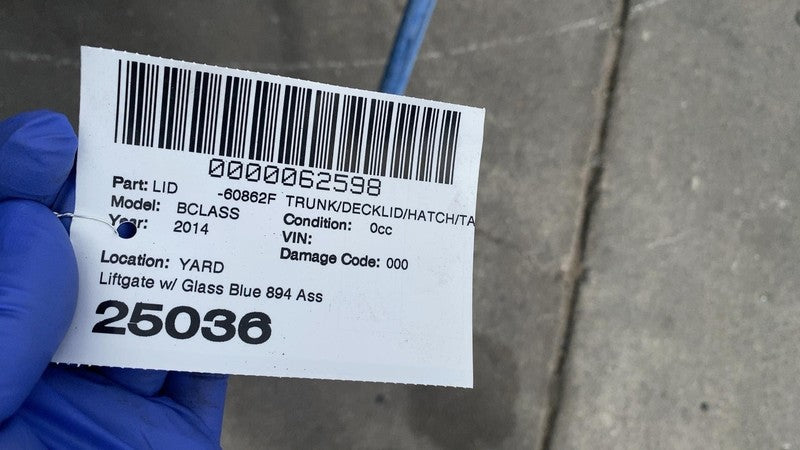 0000062598
Part: LID -60862F TRUNK/DECKLID/HATCH/TA
Model: BCLASS Condition: 0cc
Year: 2014 VIN:
Damage Code: 000
Location: YARD
Liftgate w/ Glass Blue 894 Ass
25036